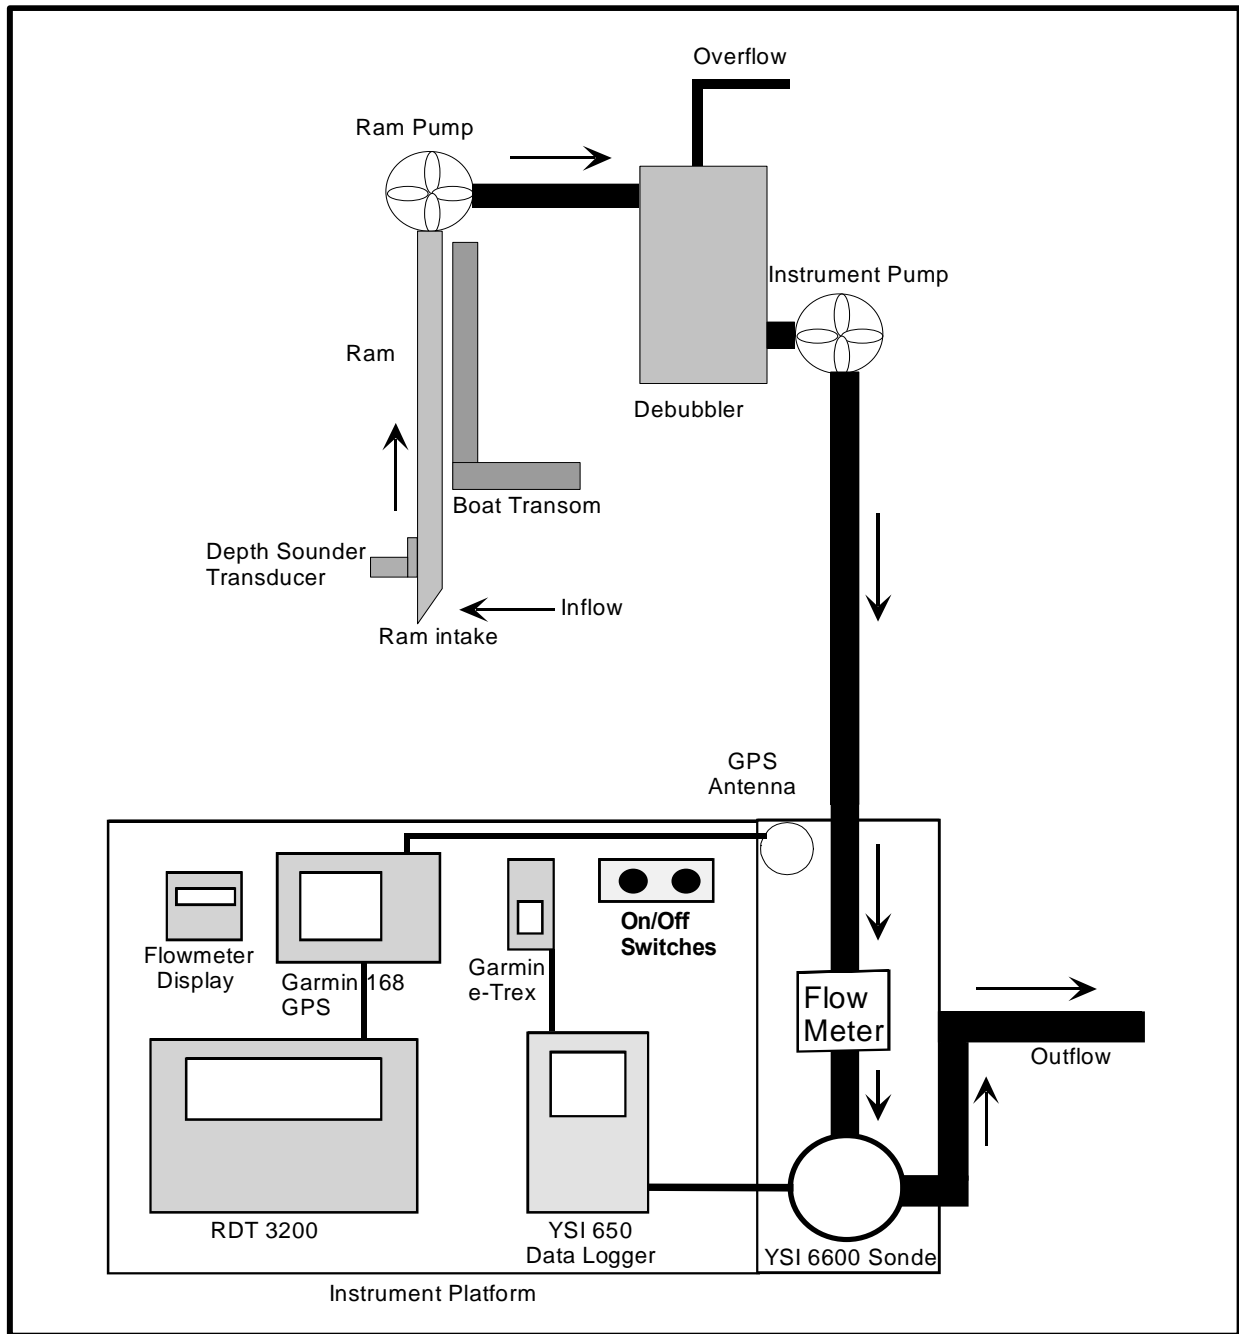 Overflow
Ram Pump
Instrument Pump
Ram
Debubbler
Boat Transom
Depth Sounder
Transducer
Inflow
Ram intake
GPS
Antenna
On/Off
Switches
Flowmeter
Display
Garmin 168
GPS
Garmin
e-Trex
Flow
Meter
Outflow
RDT 3200
YSI 650
Data Logger
YSI 6600 Sonde
Instrument Platform